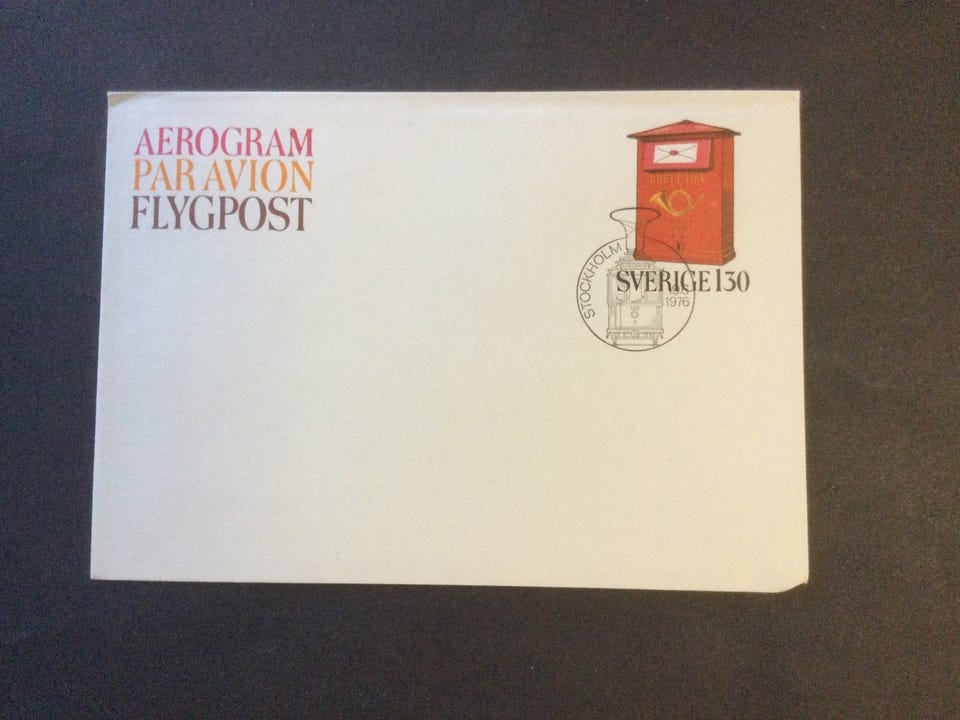 AEROGRAM
PAR AVION
FLYGPOST
SVERIGE 130
STOCKHOLM
1976